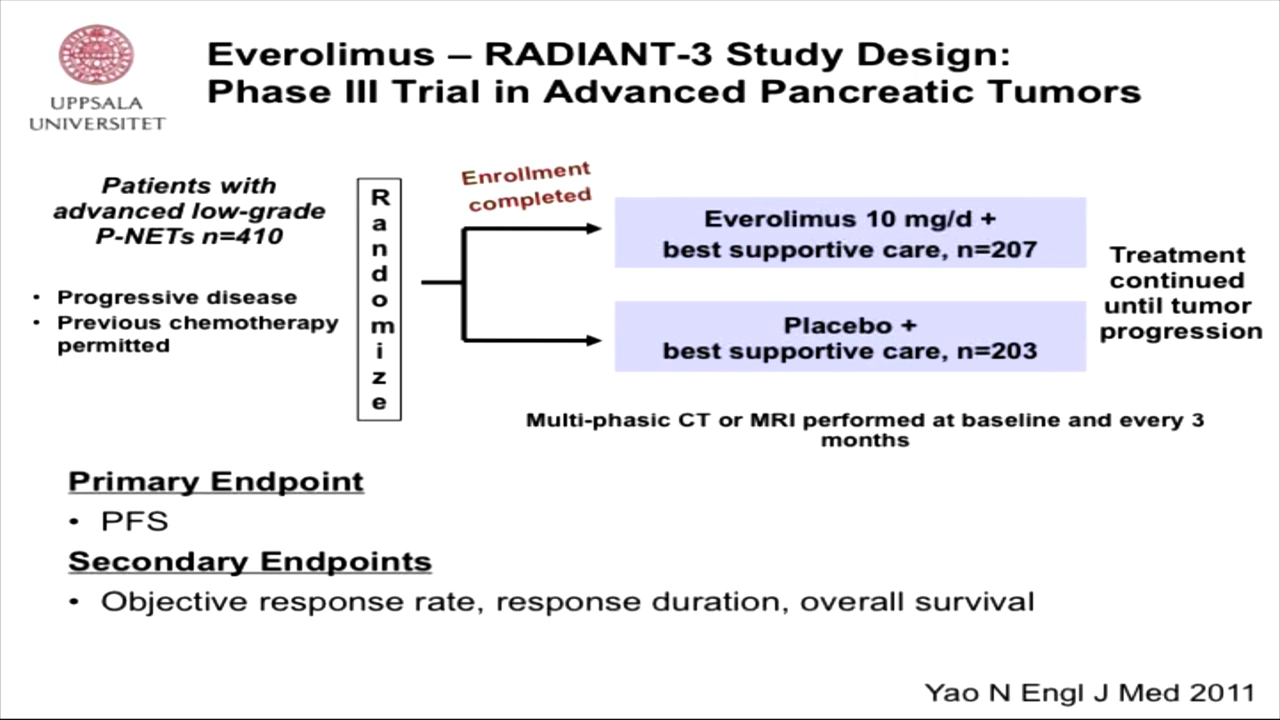 UPPSALA
UNIVERSITET
Everolimus – RADIANT-3 Study Design:
Phase III Trial in Advanced Pancreatic Tumors
Patients with
advanced low-grade
P-NETs n=410
• Progressive disease
• Previous chemotherapy
permitted
Randomize
Enrollment
completed
Everolimus 10 mg/d +
best supportive care, n=207
Placebo +
best supportive care, n=203
Treatment
continued
until tumor
progression
Multi-phasic CT or MRI performed at baseline and every 3
months
Primary Endpoint
• PFS
Secondary Endpoints
• Objective response rate, response duration, overall survival
Yao N Engl J Med 2011